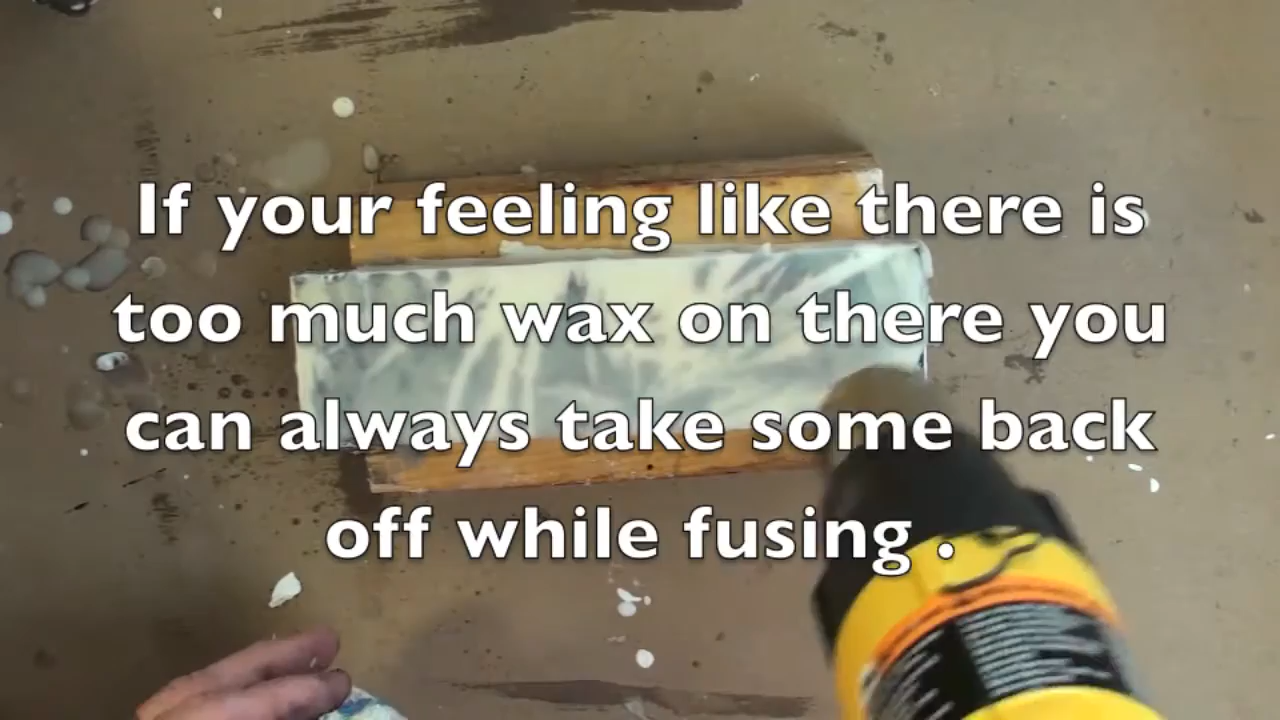 If your feeling like there is
too much wax on there you
can always take some back
off while fusing .